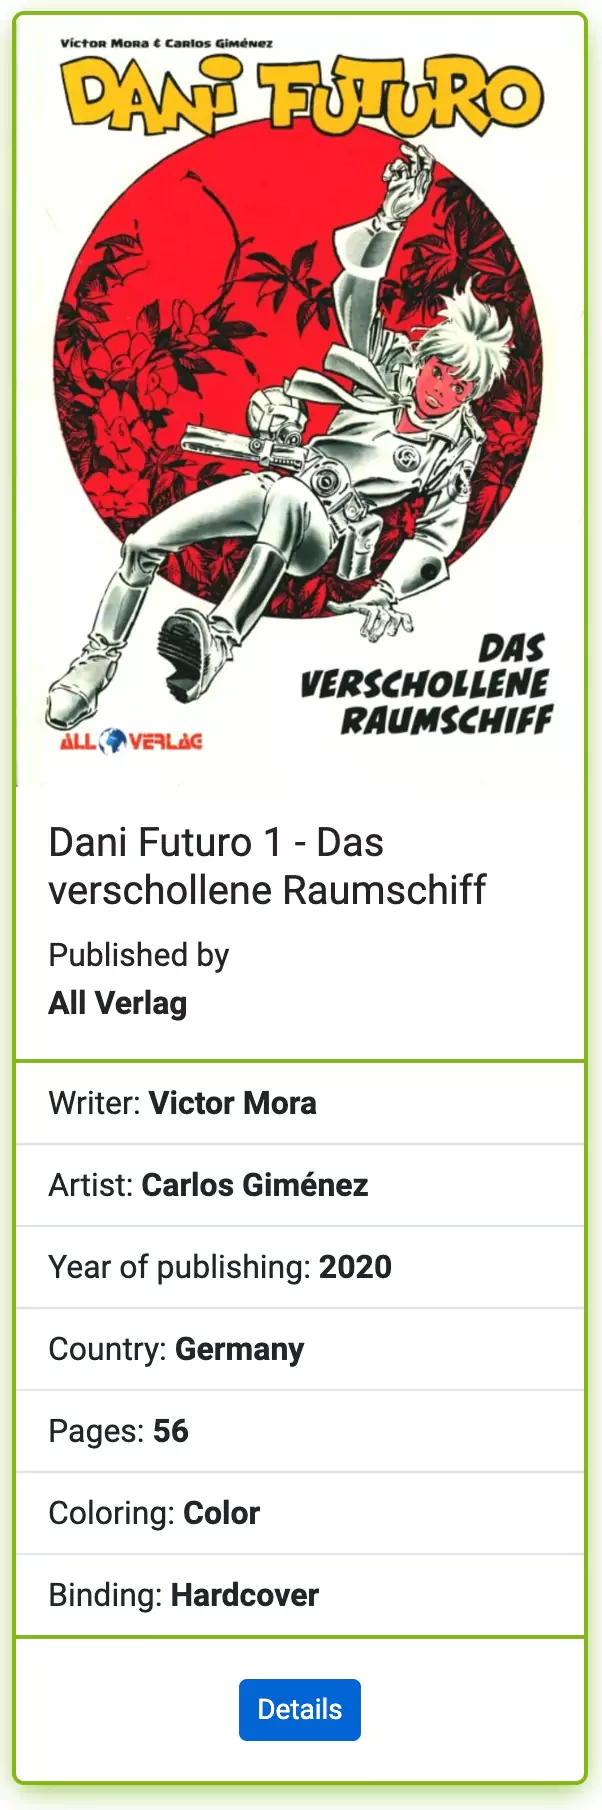 Víctor Mora & Carlos Giménez
DANI FUTURO
DAS
VERSCHOLLENE
RAUMSCHIFF
ALL VERLAG
Dani Futuro 1 - Das
verschollene Raumschiff
Published by
All Verlag
Writer: Victor Mora
Artist: Carlos Giménez
Year of publishing: 2020
Country: Germany
Pages: 56
Coloring: Color
Binding: Hardcover
Details